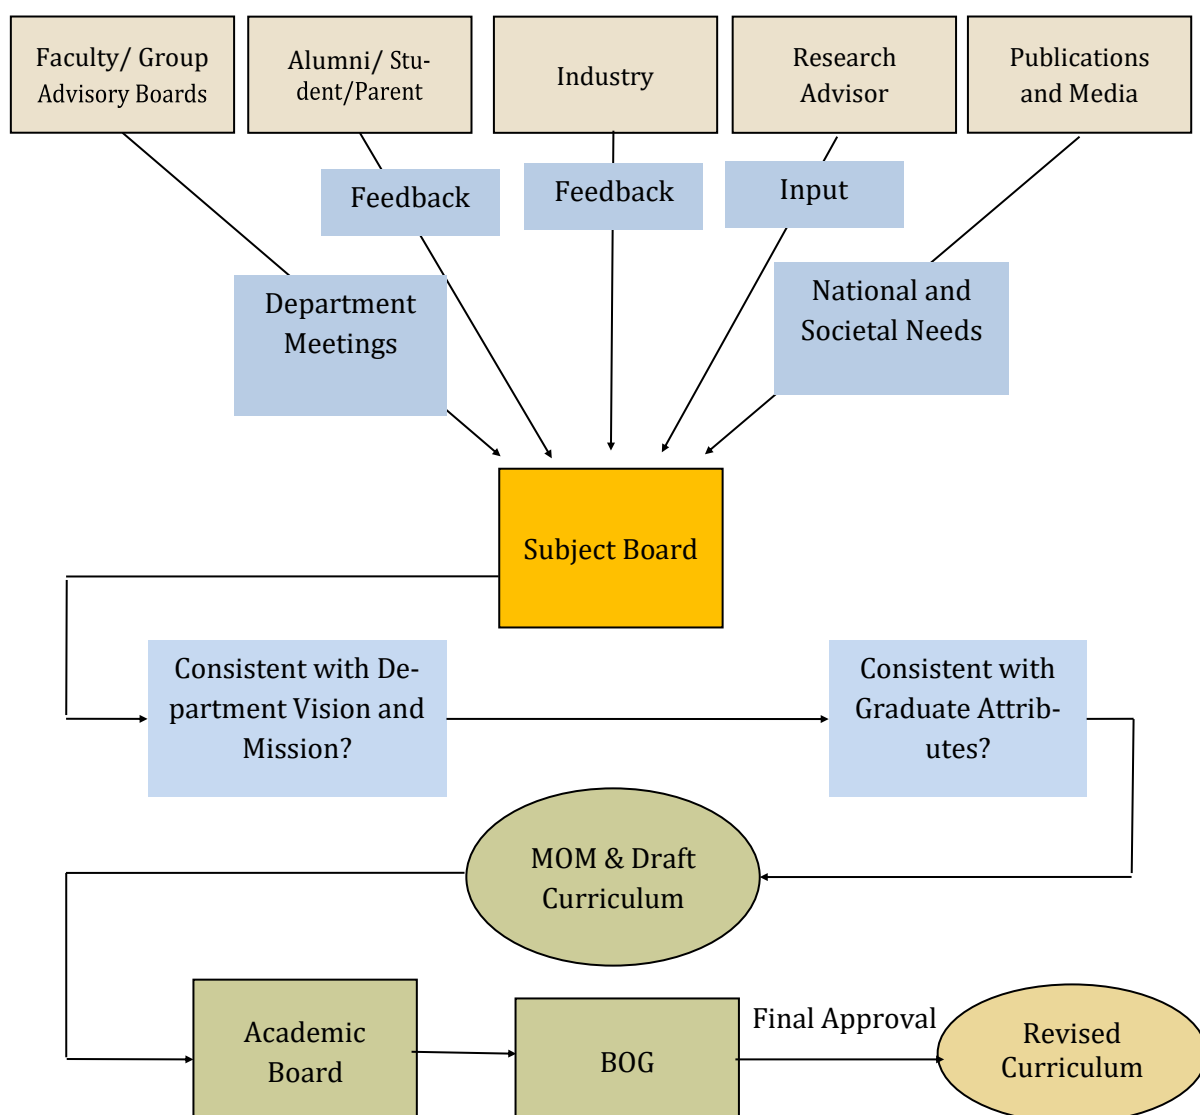 Faculty/ Group
Advisory Boards
Alumni/ Stu-
dent/Parent
Industry
Research
Advisor
Publications
and Media
Feedback
Feedback
Input
Department
Meetings
National and
Societal Needs
Subject Board
Consistent with De-
partment Vision and
Mission?
Consistent with
Graduate Attrib-
utes?
MOM & Draft
Curriculum
Academic
Board
BOG
Final Approval
Revised
Curriculum